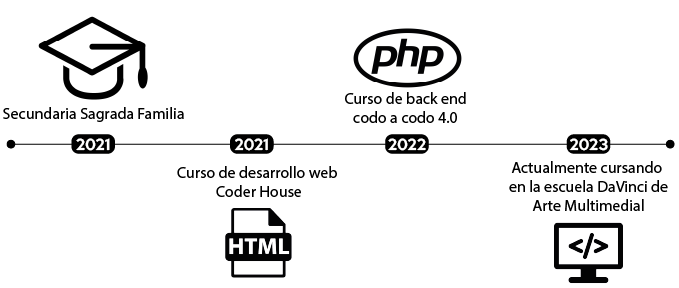 Secundaria Sagrada Familia
2021
2021
Curso de desarrollo web
Coder House
HTML
php
Curso de back end
codo a codo 4.0
2022
2023
Actualmente cursando
en la escuela DaVinci de
Arte Multimedial
</>